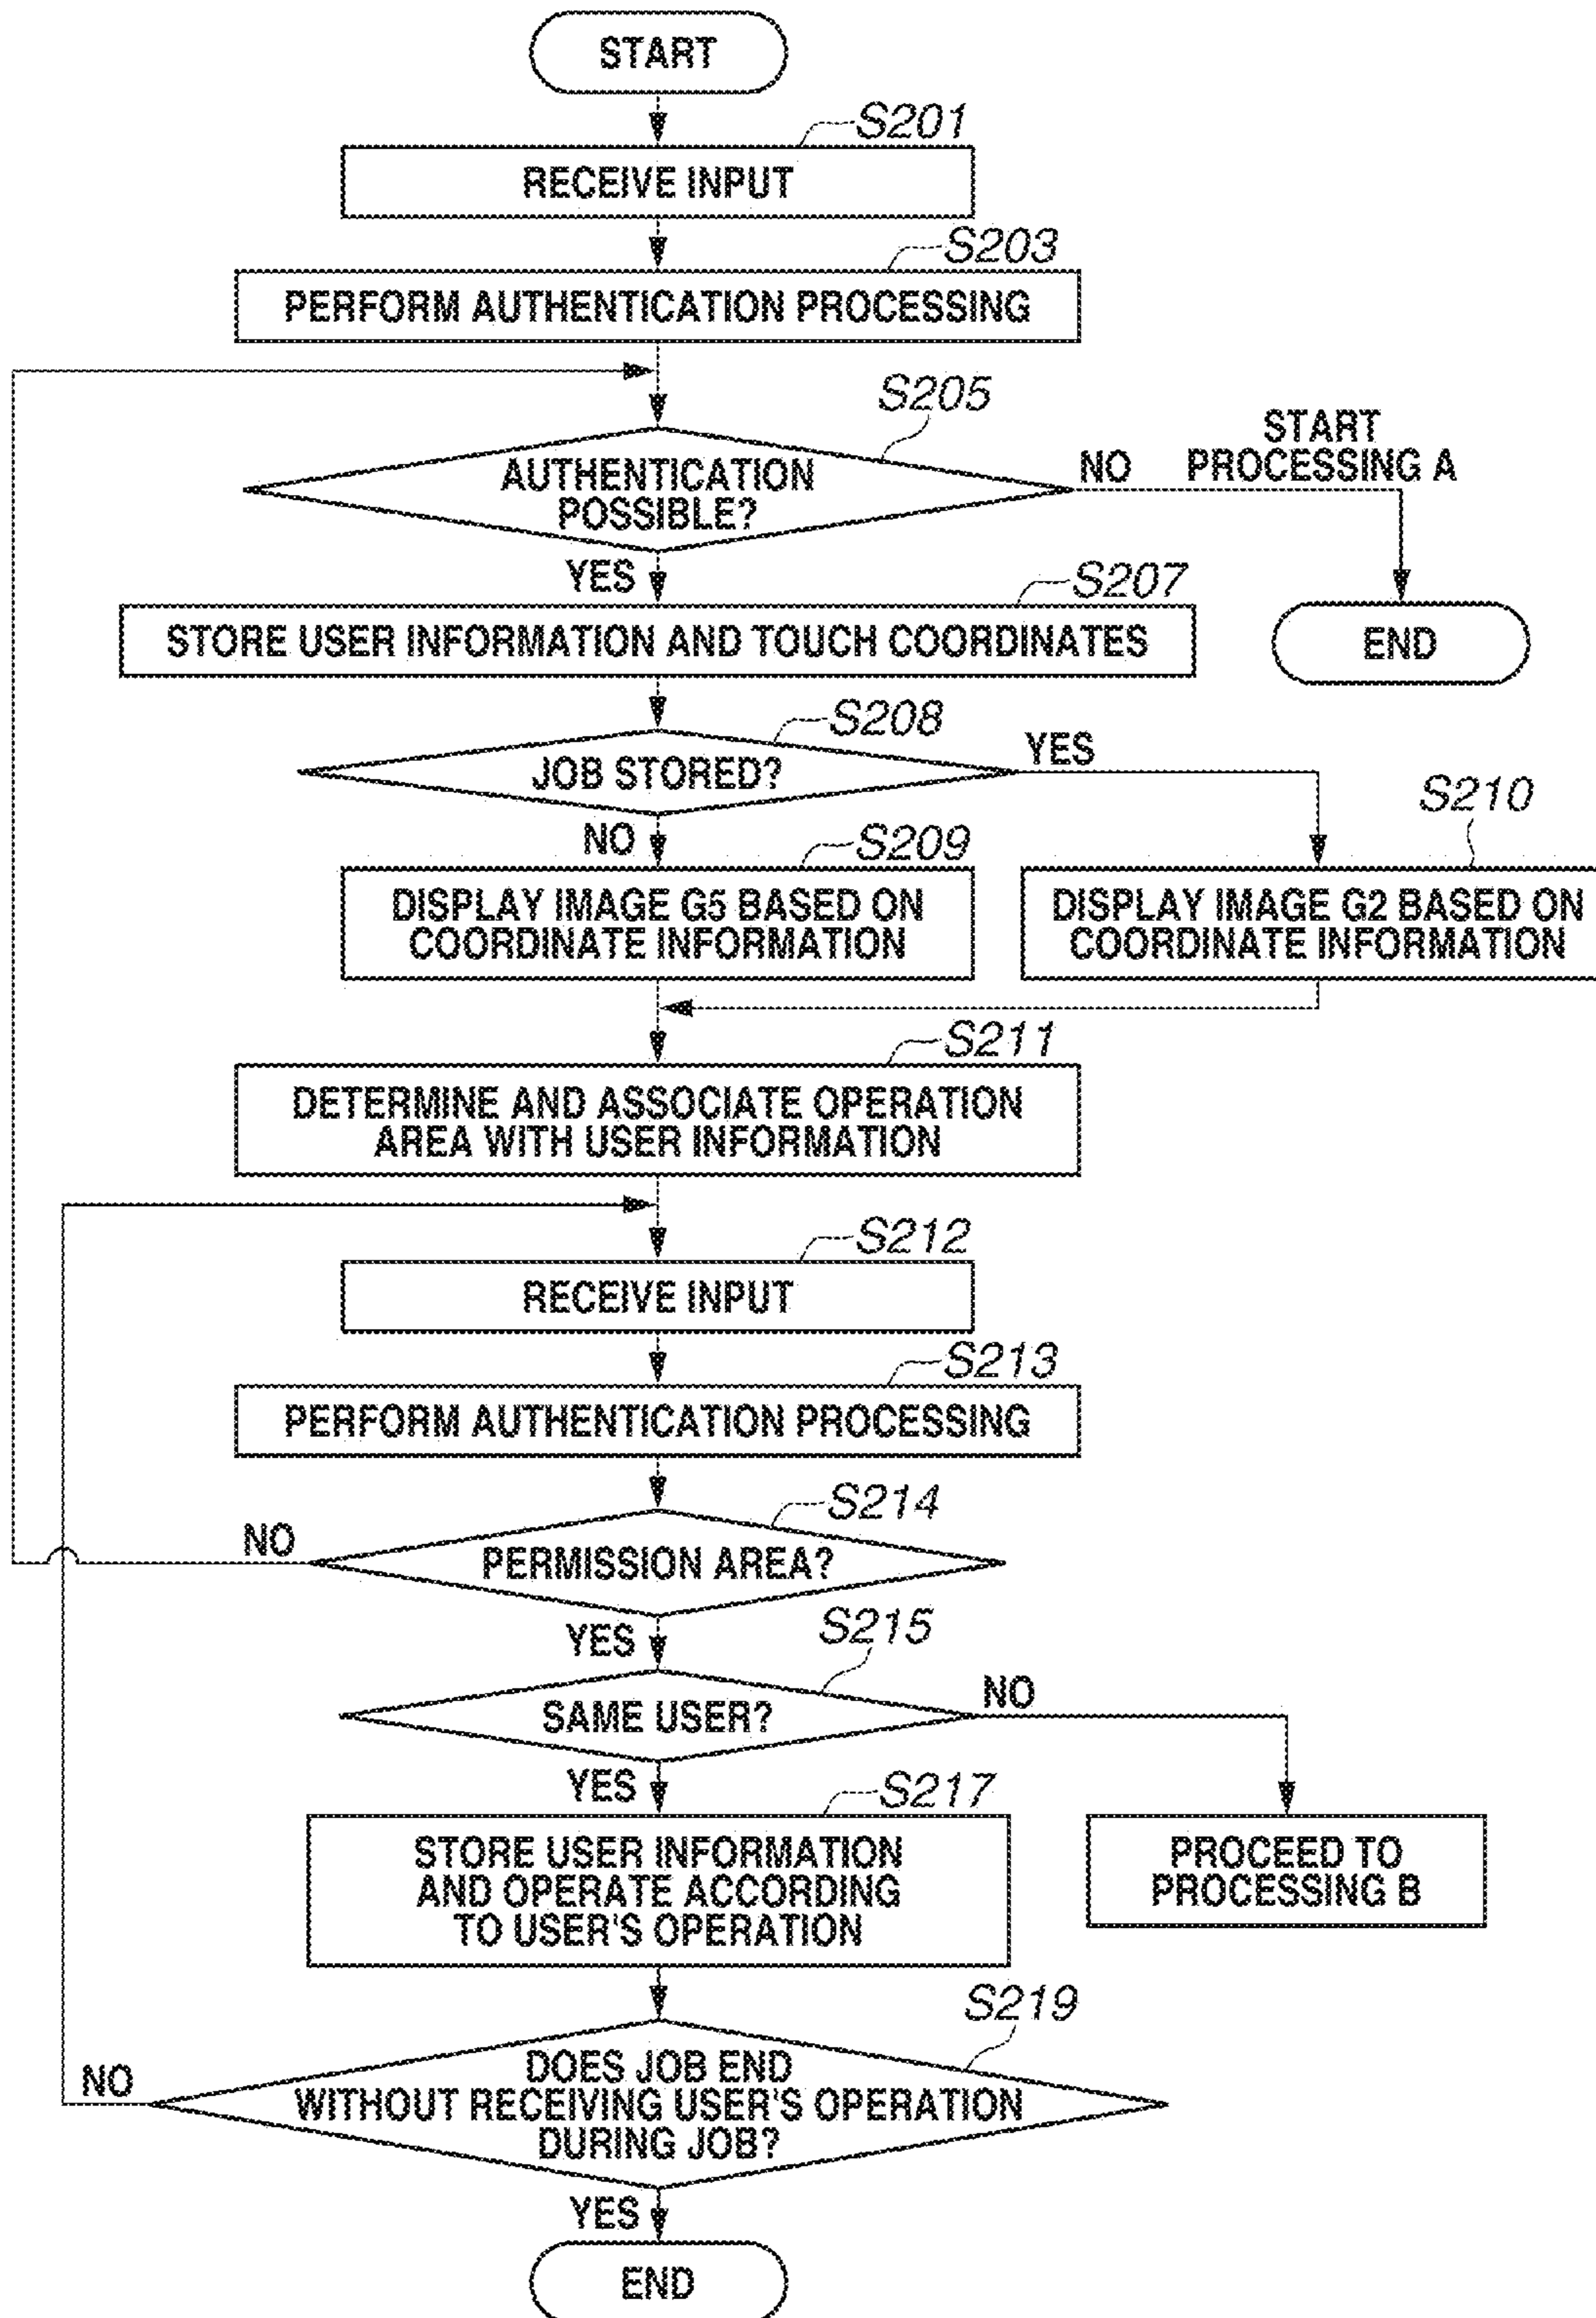 START
S201
RECEIVE INPUT
S203
PERFORM AUTHENTICATION PROCESSING
S205
AUTHENTICATION
POSSIBLE?
NO
START
PROCESSING A
YES
END
S207
STORE USER INFORMATION AND TOUCH COORDINATES
S208
JOB STORED?
YES
NO
S209
DISPLAY IMAGE G5 BASED ON
COORDINATE INFORMATION
S210
DISPLAY IMAGE G2 BASED ON
COORDINATE INFORMATION
S211
DETERMINE AND ASSOCIATE OPERATION
AREA WITH USER INFORMATION
S212
RECEIVE INPUT
S213
PERFORM AUTHENTICATION PROCESSING
S214
PERMISSION AREA?
NO
YES
S215
SAME USER?
NO
YES
S217
STORE USER INFORMATION
AND OPERATE ACCORDING
TO USER'S OPERATION
PROCEED TO
PROCESSING B
S219
DOES JOB END
WITHOUT RECEIVING USER'S OPERATION
DURING JOB?
NO
YES
END